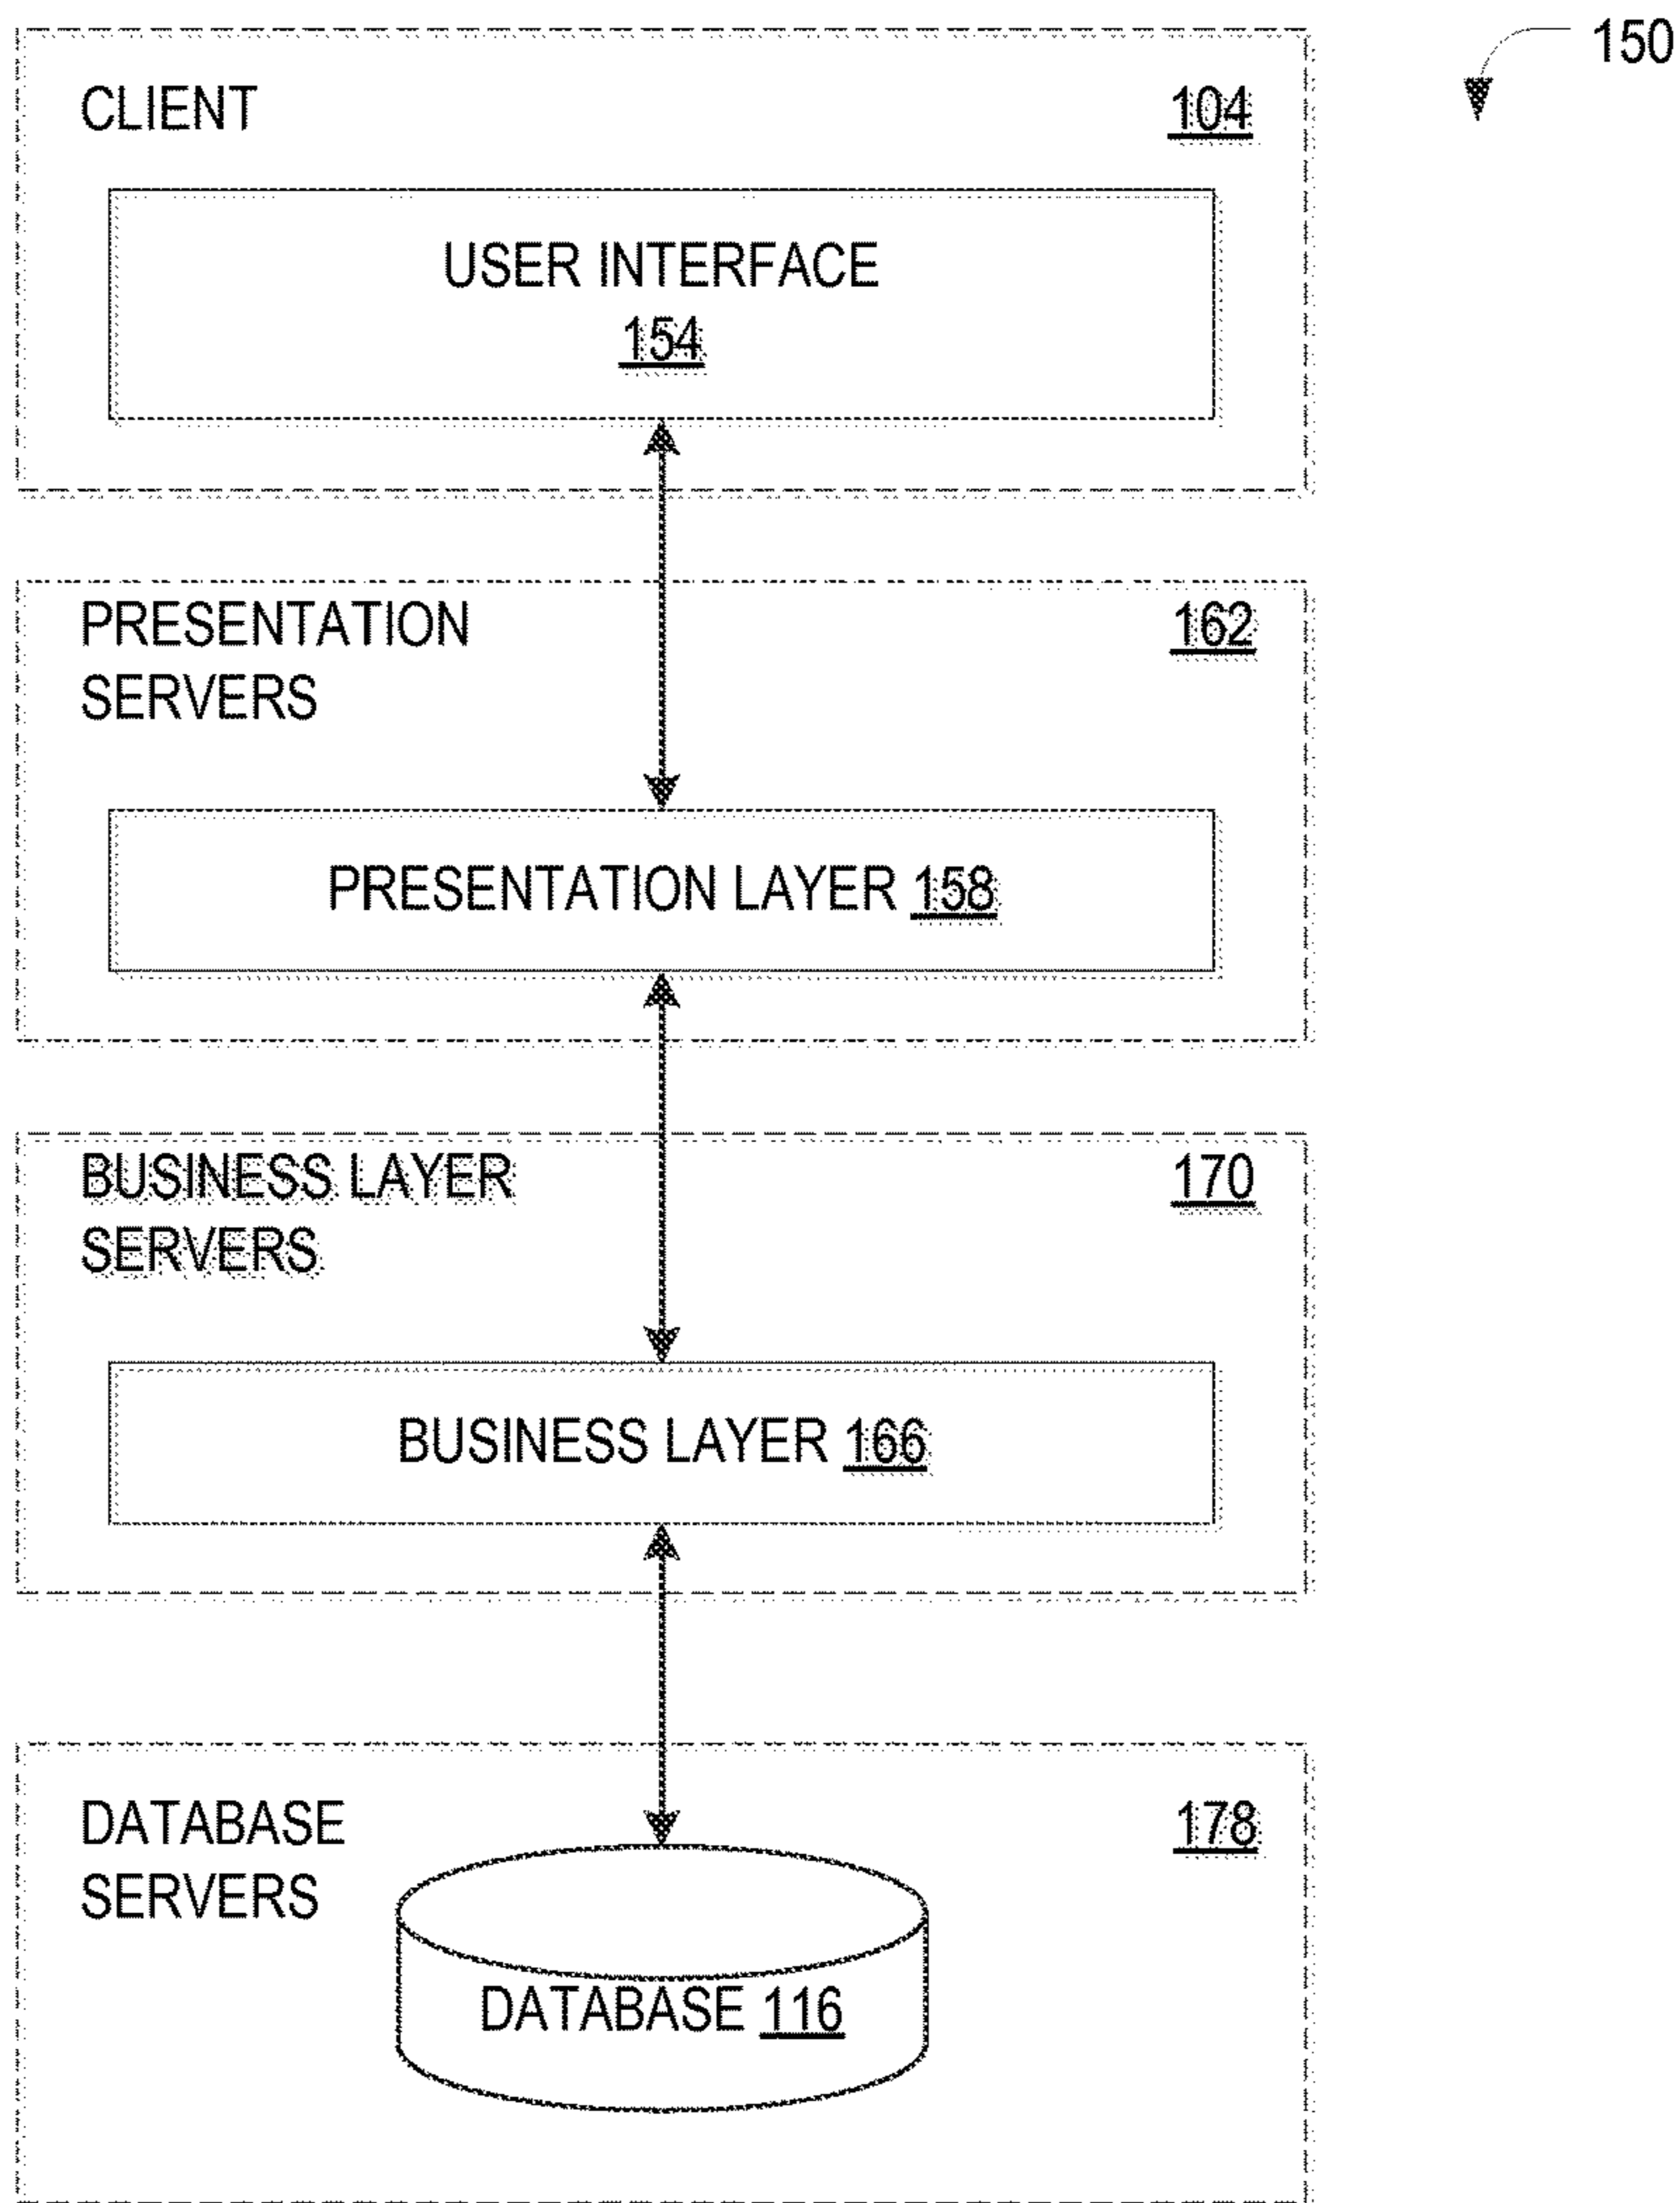 150
CLIENT 104
USER INTERFACE
154
PRESENTATION 162
SERVERS
PRESENTATION LAYER 158
BUSINESS LAYER 170
SERVERS
BUSINESS LAYER 166
DATABASE 178
SERVERS
DATABASE 116